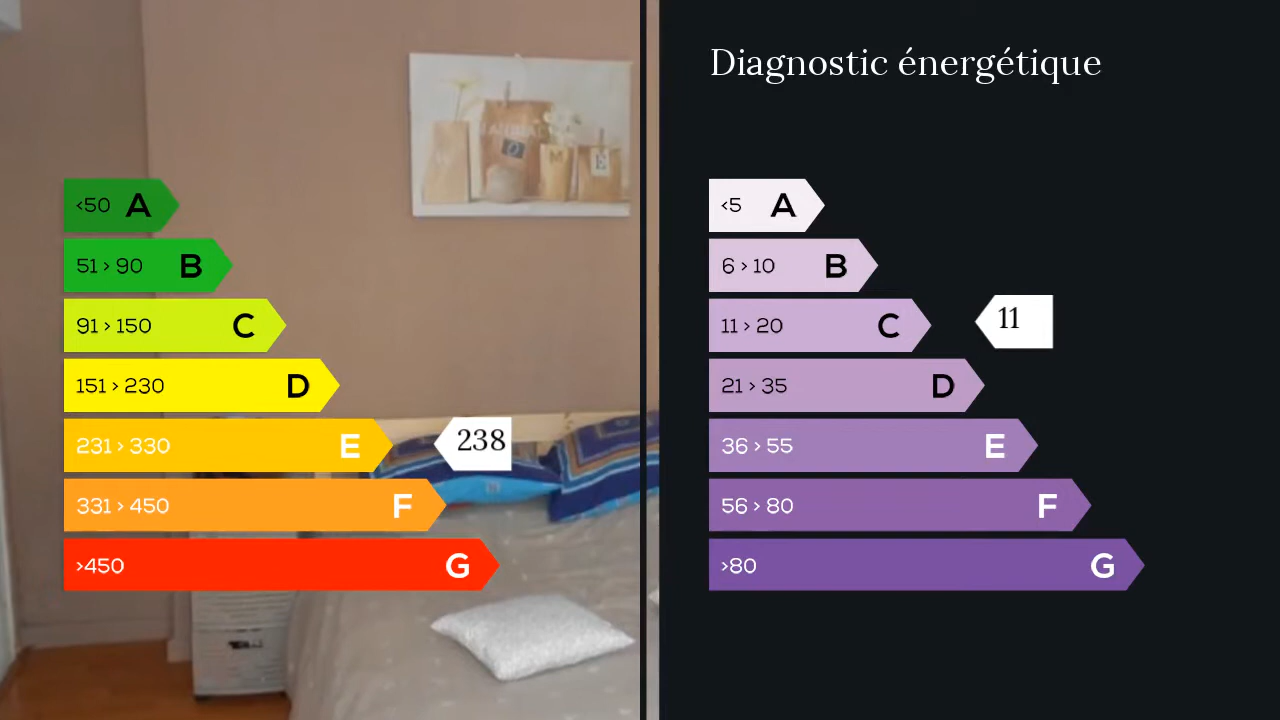 Diagnostic énergétique
<50 A
51 > 90 B
91 > 150 C
151 > 230 D
231 > 330 E
238
331 > 450 F
>450 G
<5 A
6 > 10 B
11 > 20 C
11
21 > 35 D
36 > 55 E
56 > 80 F
>80 G